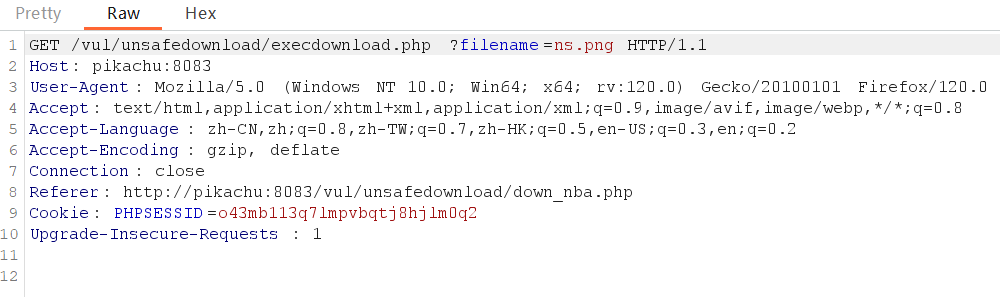 Pretty Raw Hex
1 GET /vul/unsafedownload/execdownload.php ?filename=ns.png HTTP/1.1
2 Host: pikachu:8083
3 User-Agent: Mozilla/5.0 (Windows NT 10.0; Win64; x64; rv:120.0) Gecko/20100101 Firefox/120.0
4 Accept: text/html,application/xhtml+xml,application/xml;q=0.9,image/avif,image/webp,*/*;q=0.8
5 Accept-Language: zh-CN,zh;q=0.8,zh-TW;q=0.7,zh-HK;q=0.5,en-US;q=0.3,en;q=0.2
6 Accept-Encoding: gzip, deflate
7 Connection: close
8 Referer: http://pikachu:8083/vul/unsafedownload/down_nba.php
9 Cookie: PHPSESSID=o43mb113q7lmpvbqtj8hjlm0q2
10 Upgrade-Insecure-Requests : 1
11
12